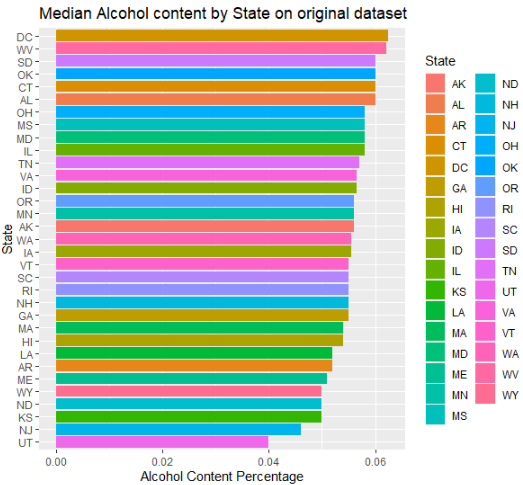 Median Alcohol content by State on original dataset
DC
WV
SD
OK
CT
AL
OH
MS
MD
IL
TN
VA
ID
OR
MN
AK
WA
IA
VT
SC
RI
NH
GA
MA
HI
LA
AR
ME
WY
ND
KS
NJ
UT
State
0.00 0.02 0.04 0.06
Alcohol Content Percentage
State
AK ND
AL NH
AR NJ
CT OH
DC OK
GA OR
HI RI
IA SC
ID SD
IL TN
KS UT
LA VA
MA VT
MD WA
ME WV
MN WY
MS